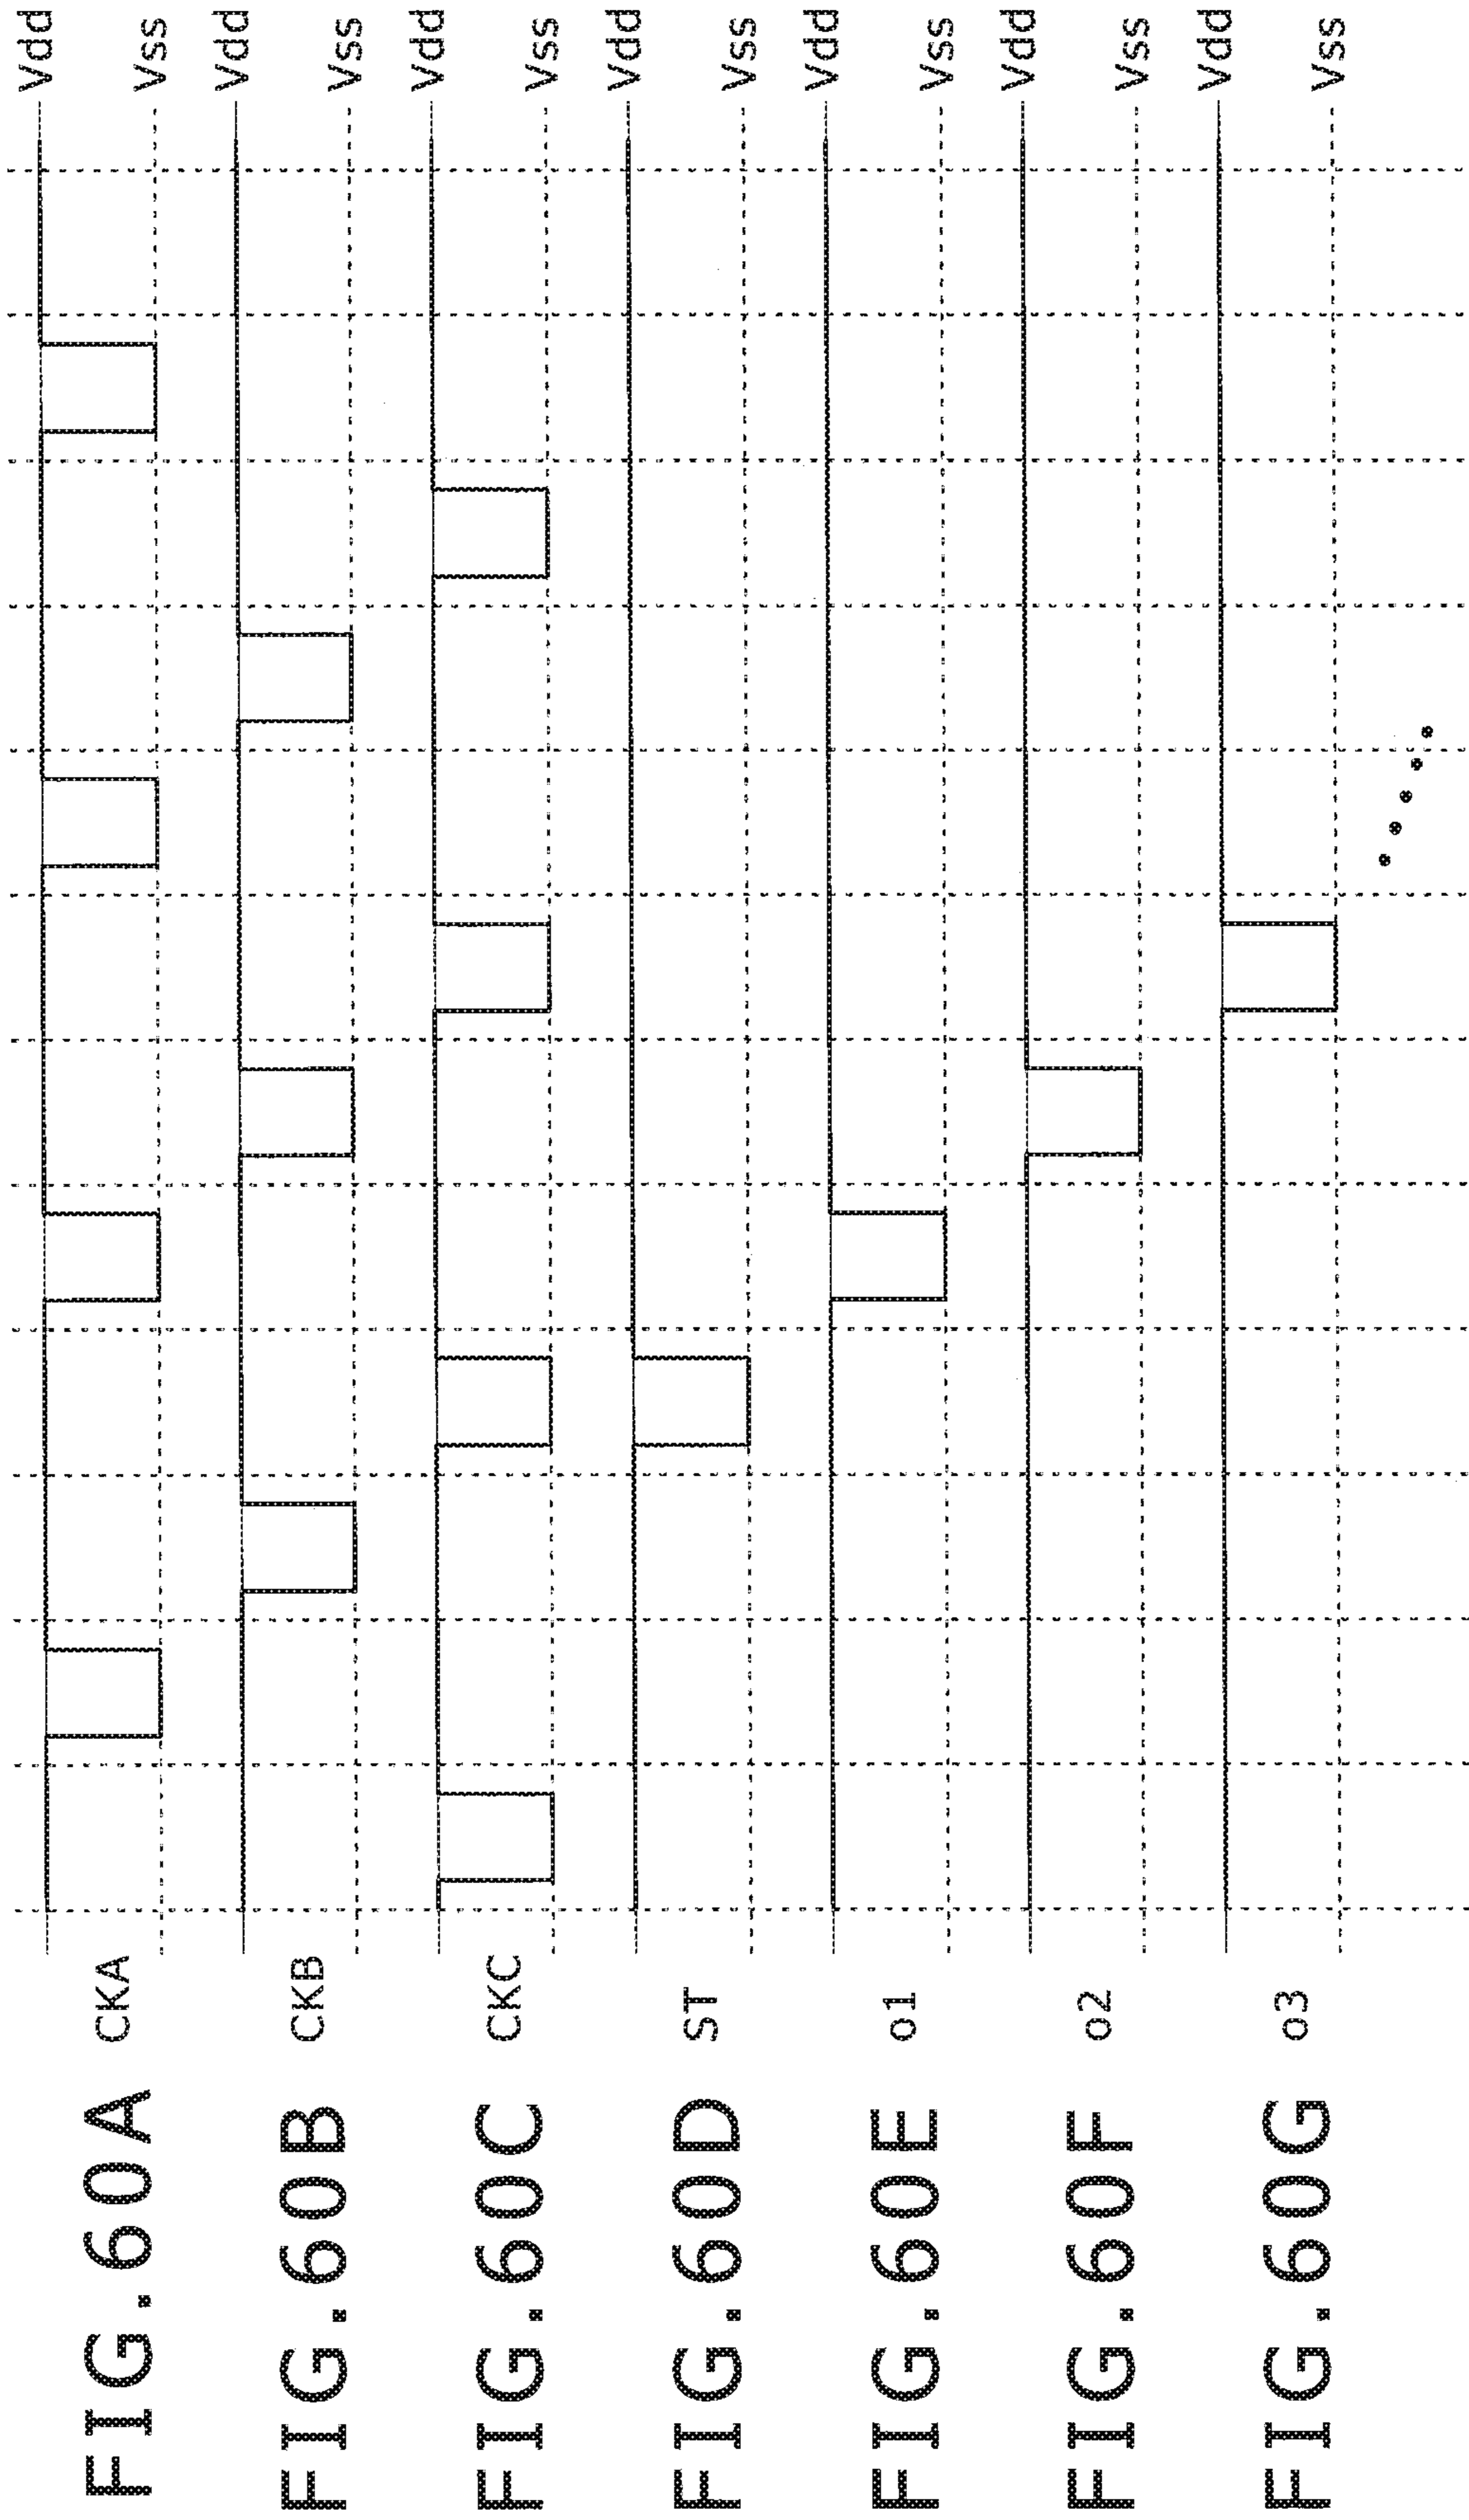 FIG.60A CKA Vdd Vss
FIG.60B CKB Vdd Vss
FIG.60C CKC Vdd Vss
FIG.60D ST Vdd Vss
FIG.60E o1 Vdd Vss
FIG.60F o2 Vdd Vss
FIG.60G o3 Vdd Vss